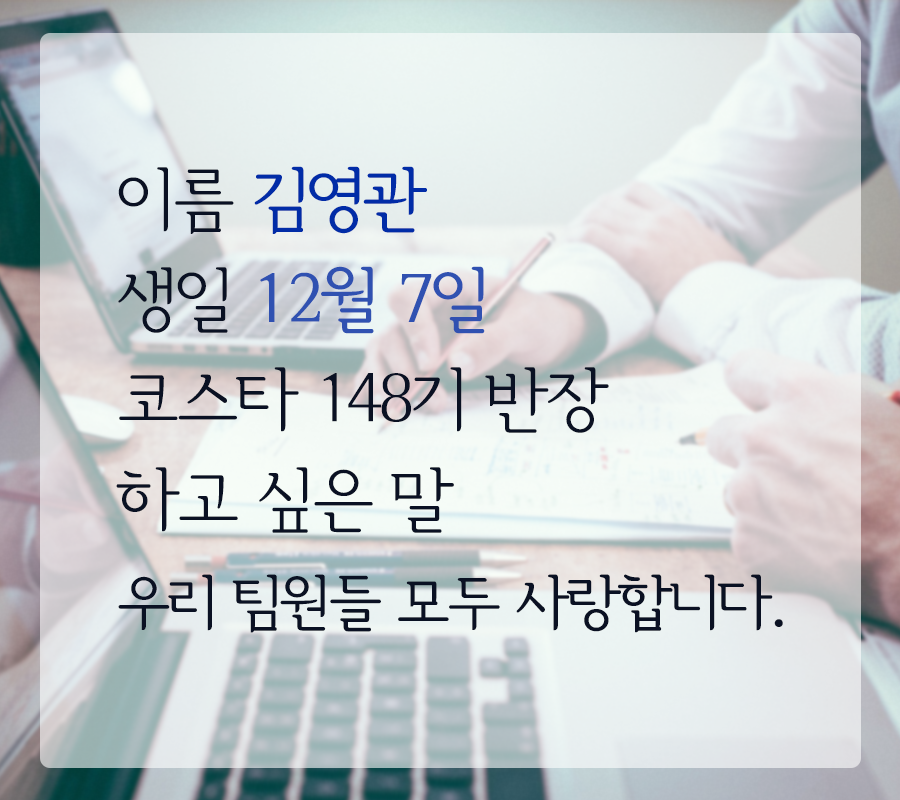 이름 김영관
생일 12월 7일
코스타 148기 반장
하고 싶은 말
우리 팀원들 모두 사랑합니다.